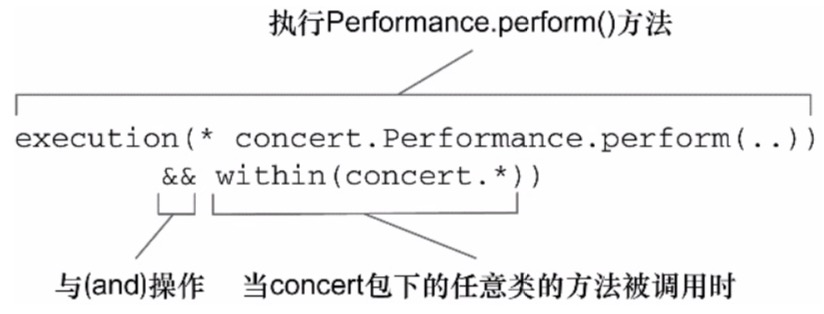 执行Performance.perform()方法
execution(* concert.Performance.perform(..))
&& within(concert.*))
与(and)操作 当concert包下的任意类的方法被调用时